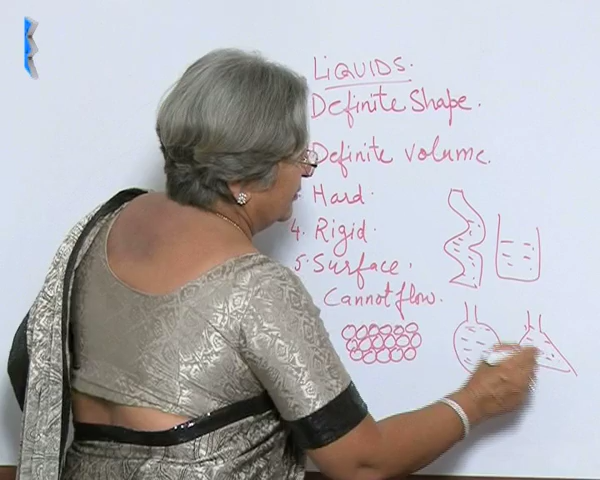 LIQUIDS.
Definite Shape.
Definite Volume.
Hard.
4. Rigid.
5. Surface.
Cannot flow.